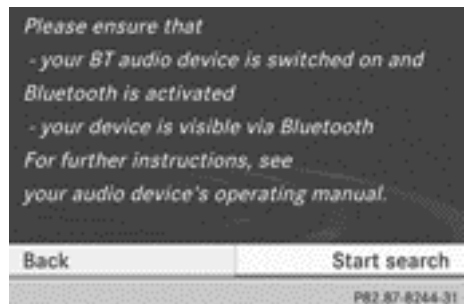 Please ensure that
- your BT audio device is switched on and
Bluetooth is activated
- your device is visible via Bluetooth
For further instructions, see
your audio device's operating manual.
Back Start search
P82.87-8244-31